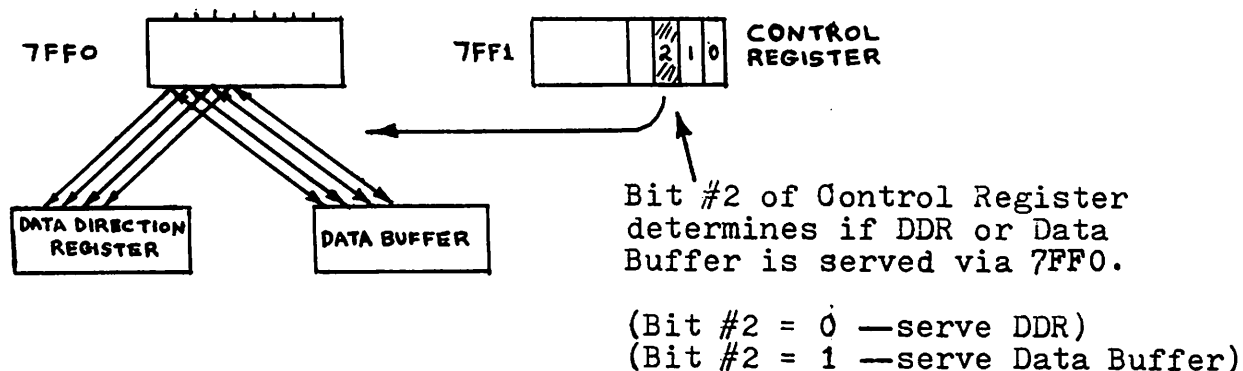 7FF0
7FF1
2 1 0
CONTROL
REGISTER
DATA DIRECTION
REGISTER
DATA BUFFER
Bit #2 of Control Register
determines if DDR or Data
Buffer is served via 7FF0.
(Bit #2 = 0 —serve DDR)
(Bit #2 = 1 —serve Data Buffer)